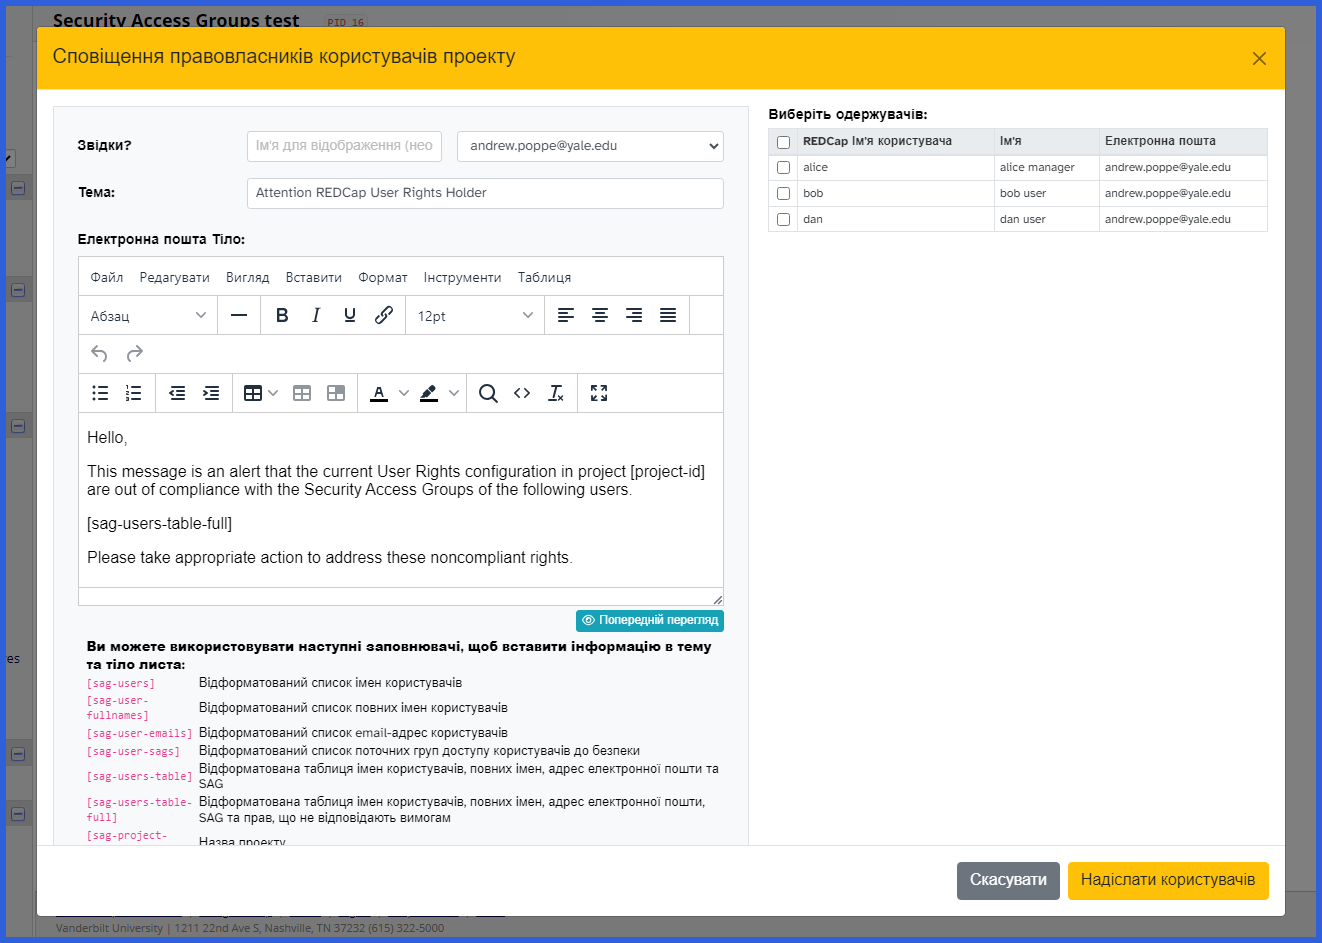 Security Access Groups test PID 16
Сповіщення правовласників користувачів проекту
Звідки?
Ім'я для відображення (нео
andrew.poppe@yale.edu
Тема:
Attention REDCap User Rights Holder
Електронна пошта Тіло:
Файл Редагувати Вигляд Вставити Формат Інструменти Таблиця
Абзац
12pt
Hello,
This message is an alert that the current User Rights configuration in project [project-id]
are out of compliance with the Security Access Groups of the following users.
[sag-users-table-full]
Please take appropriate action to address these noncompliant rights.
Попередній перегляд
Ви можете використовувати наступні заповнювачі, щоб вставити інформацію в тему
та тіло листа:
[sag-users] Відформатований список імен користувачів
[sag-user-
fullnames] Відформатований список повних імен користувачів
[sag-user-emails] Відформатований список email-адрес користувачів
[sag-user-sags] Відформатований список поточних груп доступу користувачів до безпеки
[sag-users-table] Відформатована таблиця імен користувачів, повних імен, адрес електронної пошти та
SAG
[sag-users-table-
full] Відформатована таблиця імен користувачів, повних імен, адрес електронної пошти,
SAG та прав, що не відповідають вимогам
[sag-project-
Назва проекту
Виберіть одержувачів:
REDCap Ім'я користувача Ім'я Електронна пошта
alice alice manager andrew.poppe@yale.edu
bob bob user andrew.poppe@yale.edu
dan dan user andrew.poppe@yale.edu
Скасувати
Надіслати користувачів
es
Vanderbilt University | 1211 22nd Ave S, Nashville, TN 37232 (615) 322-5000